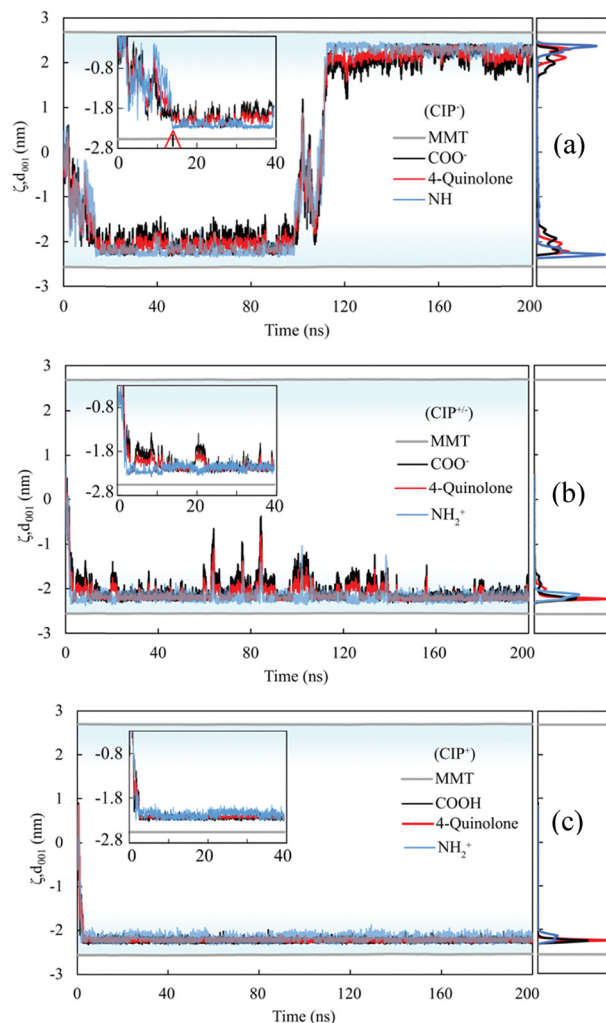 3
2
1
0
-1
-2
-3
ζ,d001 (nm)
-0.8
-1.8
-2.8
0 20 40
(CIP-)
MMT
COO-
4-Quinolone
NH
(a)
0 40 80 120 160 200
Time (ns)
3
2
1
0
-1
-2
-3
ζ,d001 (nm)
-0.8
-1.8
-2.8
0 20 40
(CIP+/-)
MMT
COO-
4-Quinolone
NH2+
(b)
0 40 80 120 160 200
Time (ns)
3
2
1
0
-1
-2
-3
ζ,d001 (nm)
-0.8
-1.8
-2.8
0 20 40
(CIP+)
MMT
COOH
4-Quinolone
NH2+
(c)
0 40 80 120 160 200
Time (ns)